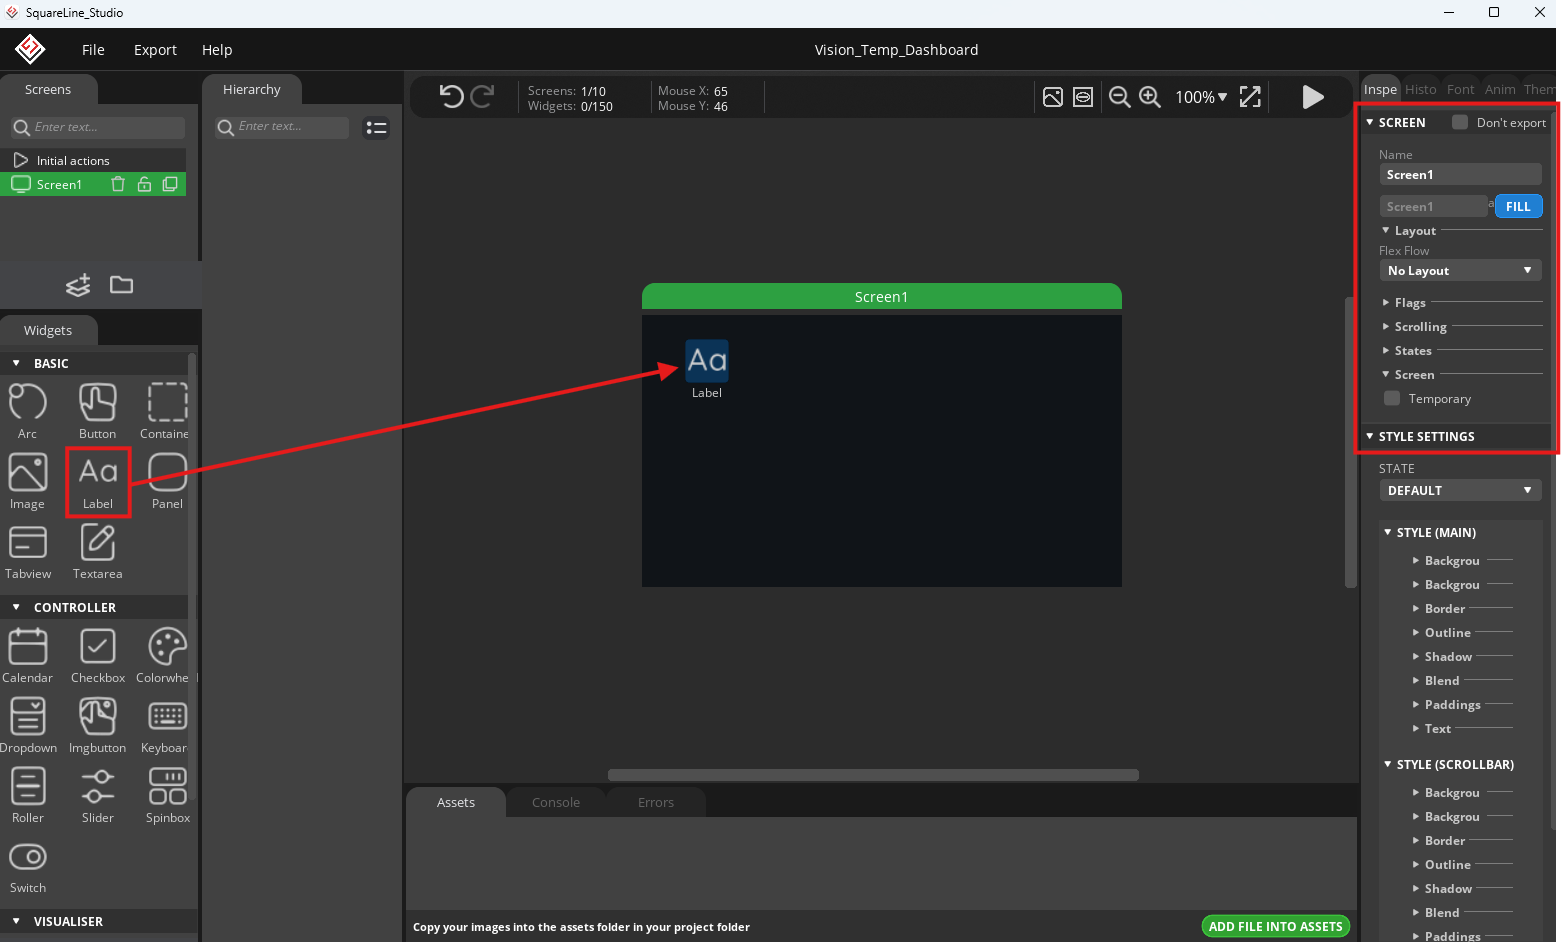 SquareLine_Studio
File Export Help
Vision_Temp_Dashboard
Screens
Enter text...
Initial actions
Screen1
Hierarchy
Enter text...
Screens: 1/10
Widgets: 0/150
Mouse X: 65
Mouse Y: 46
100%
Widgets
BASIC
Arc
Button
Containe
Image
Aa
Label
Panel
Tabview
Textarea
CONTROLLER
Calendar
Checkbox
Colorwhe
Dropdown
Imgbutton
Keyboar
Roller
Slider
Spinbox
Switch
VISUALISER
Screen1
Aa
Label
Assets
Console
Errors
Copy your images into the assets folder in your project folder
ADD FILE INTO ASSETS
Inspe Histo Font Anim Them
SCREEN
Don't export
Name
Screen1
Screen1
a
FILL
Layout
Flex Flow
No Layout
Flags
Scrolling
States
Screen
Temporary
STYLE SETTINGS
STATE
DEFAULT
STYLE (MAIN)
Backgrou
Backgrou
Border
Outline
Shadow
Blend
Paddings
Text
STYLE (SCROLLBAR)
Backgrou
Backgrou
Border
Outline
Shadow
Blend
Paddings